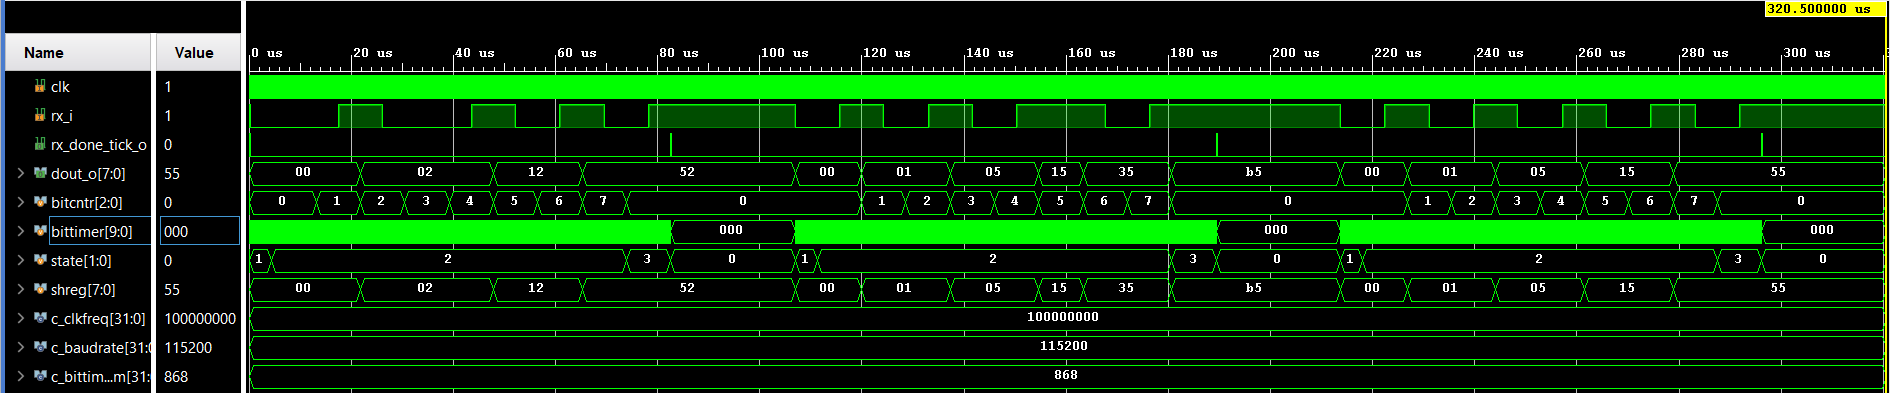 320.500000 us
Name Value 0 us 20 us 40 us 60 us 80 us 100 us 120 us 140 us 160 us 180 us 200 us 220 us 240 us 260 us 280 us 300 us
clk 1
rx_i 1
rx_done_tick_o 0
dout_o[7:0] 55 00 02 12 52 00 01 05 15 35 b5 00 01 05 15 55
bitcntr[2:0] 0 0 1 2 3 4 5 6 7 0 1 2 3 4 5 6 7 0 1 2 3 4 5 6 7 0
bittimer[9:0] 000 000 000 000
state[1:0] 0 1 2 3 0 1 2 3 0 1 2 3 0
shreg[7:0] 55 00 02 12 52 00 01 05 15 35 b5 00 01 05 15 55
c_clkfreq[31:0] 100000000 100000000
c_baudrate[31:0 115200 115200
c_bittim...m[31: 868 868